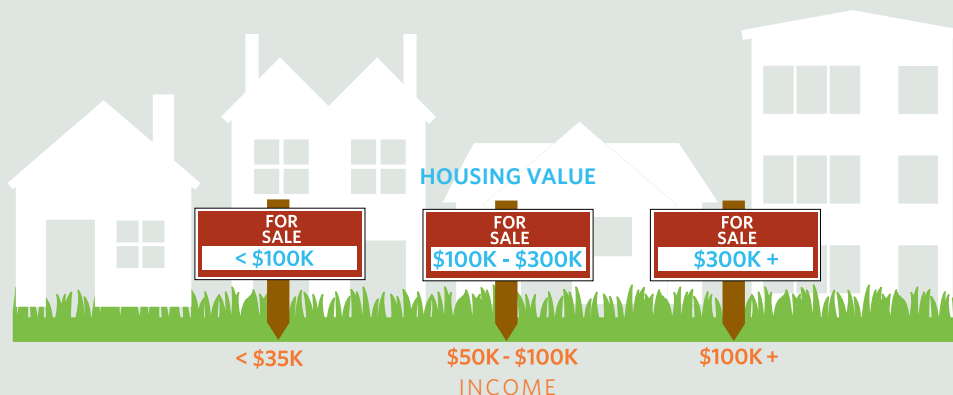 HOUSING VALUE
FOR
SALE
< $100K
FOR
SALE
$100K - $300K
FOR
SALE
$300K +
< $35K
$50K - $100K
$100K +
INCOME